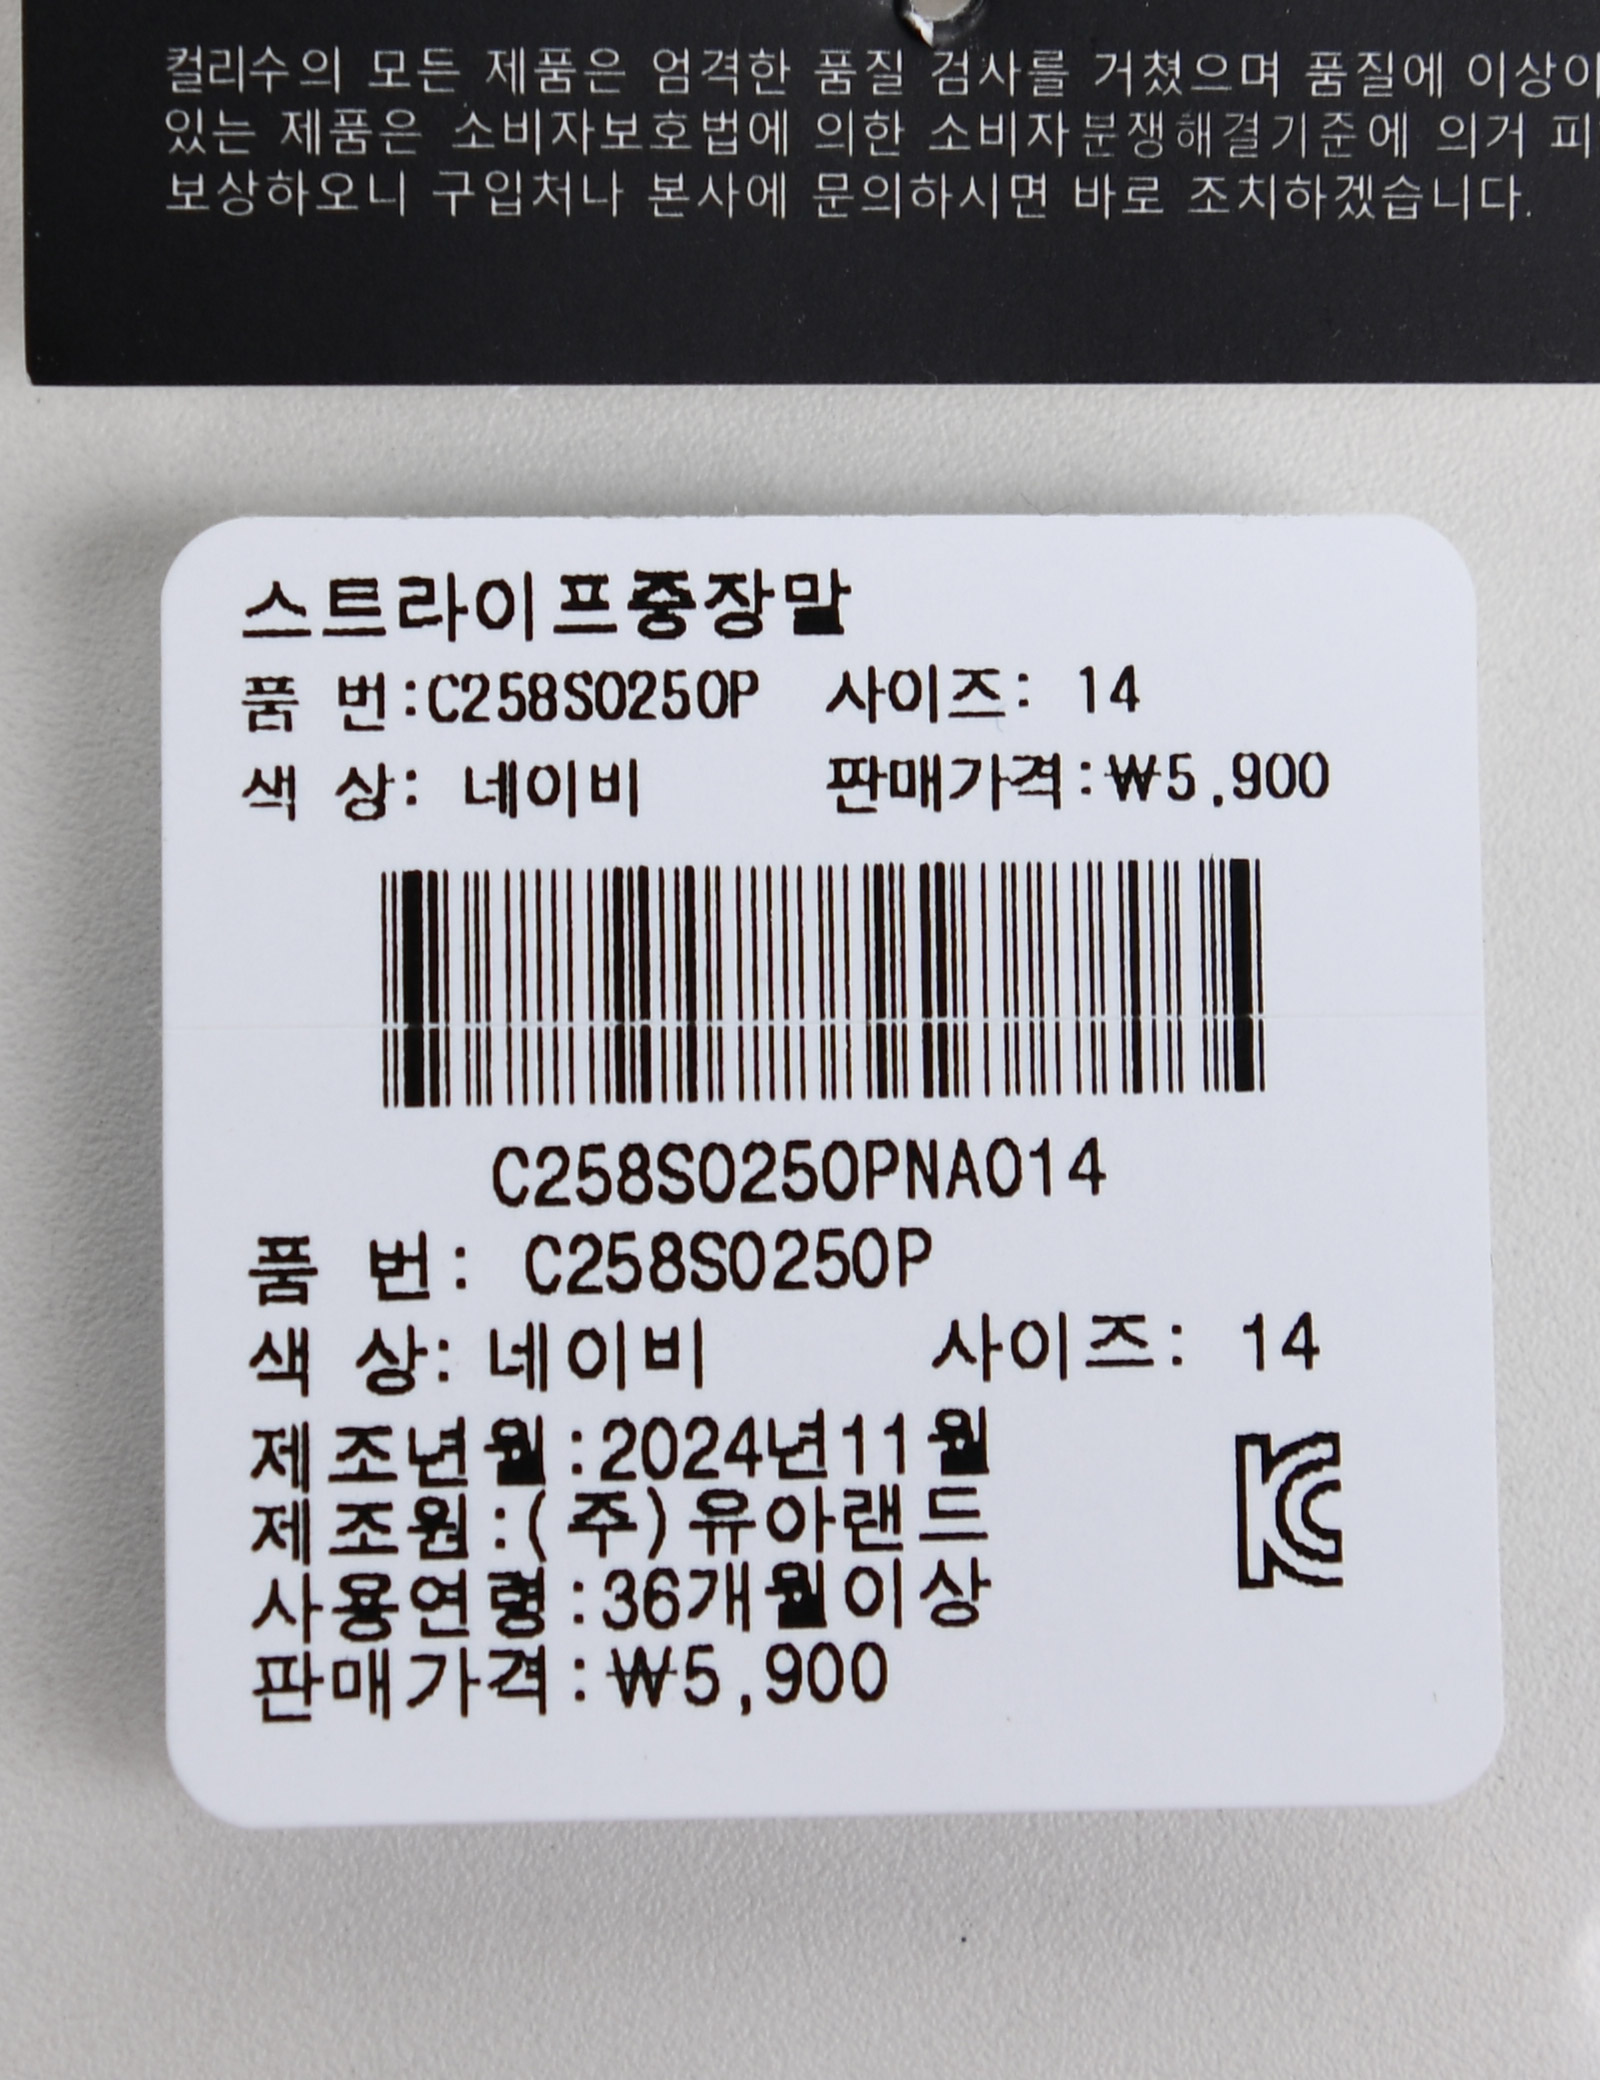 컬리수의 모든 제품은 엄격한 품질 검사를 거쳤으며 품질에 이상이
있는 제품은 소비자보호법에 의한 소비자분쟁해결기준에 의거 피
보상하오니 구입처나 본사에 문의하시면 바로 조치하겠습니다.
스트라이프중장말
품 번:C258S0250P 사이즈: 14
색 상: 네이비 판매가격:₩5,900
C258S0250PNA014
품 번: C258S0250P
색 상: 네이비 사이즈: 14
제조년월:2024년11월
제조원:(주)유아랜드
사용연령:36개월이상
판매가격:₩5,900